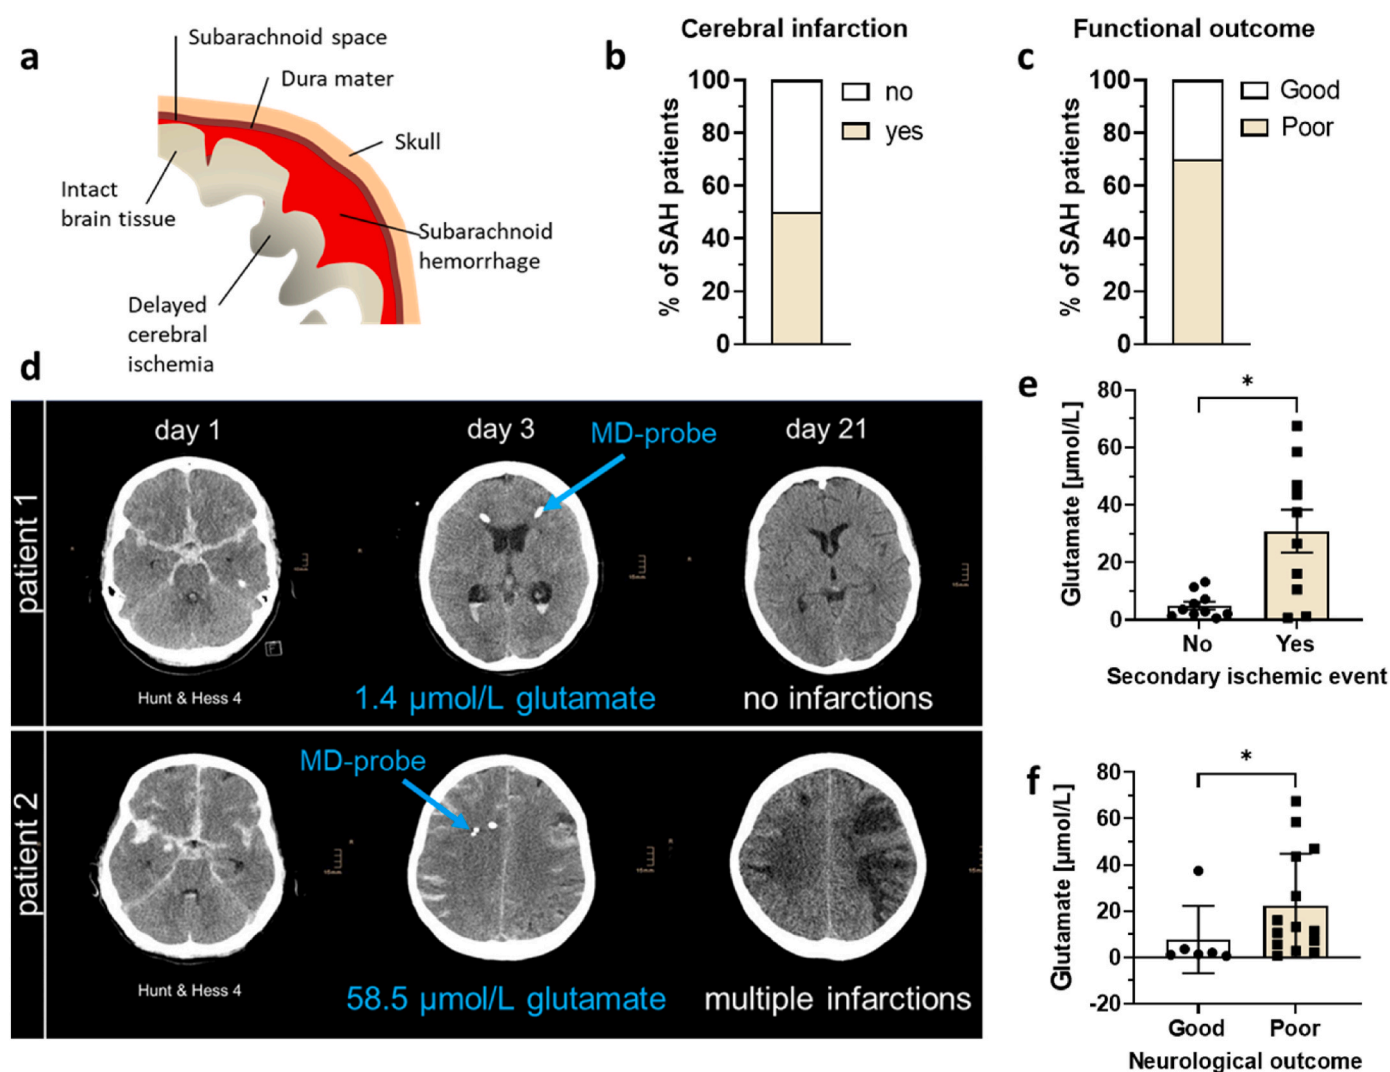 a
Subarachnoid space
Dura mater
Skull
Intact
brain tissue
Subarachnoid
hemorrhage
Delayed
cerebral
ischemia
b
Cerebral infarction
% of SAH patients
100
80
60
40
20
0
no
yes
c
Functional outcome
% of SAH patients
100
80
60
40
20
0
Good
Poor
d
patient 1
day 1
day 3
MD-probe
day 21
Hunt & Hess 4
1.4 µmol/L glutamate
no infarctions
patient 2
MD-probe
Hunt & Hess 4
58.5 µmol/L glutamate
multiple infarctions
e
Glutamate [µmol/L]
80
60
40
20
0
*
No
Yes
Secondary ischemic event
f
Glutamate [µmol/L]
80
60
40
20
0
-20
*
Good
Poor
Neurological outcome